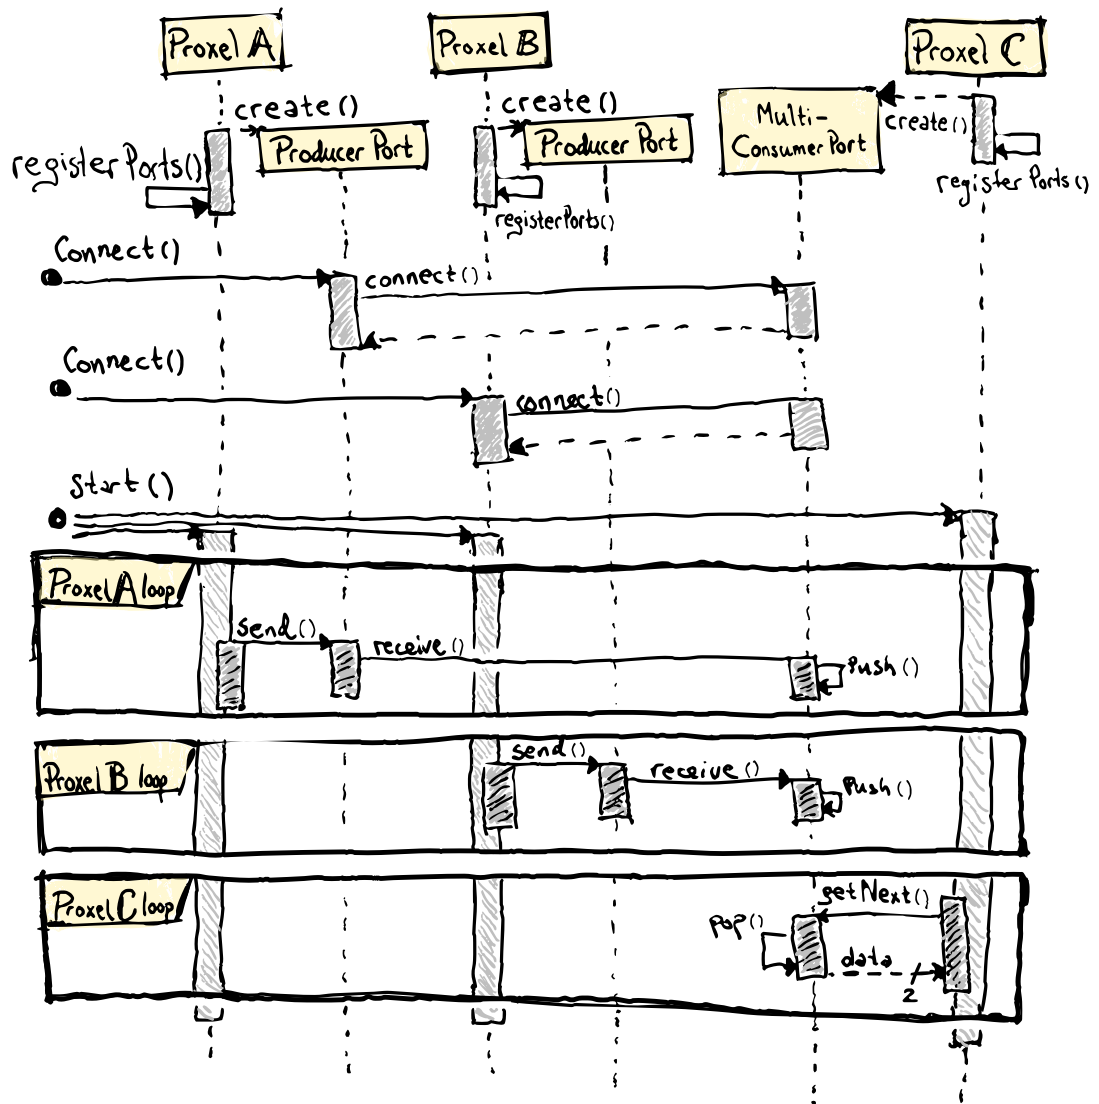 Proxel A
Proxel B
Proxel C
create()
create()
create()
Producer Port
Producer Port
Multi-
Consumer Port
registerPorts()
registerPorts()
registerPorts()
Connect()
connect()
Connect()
connect()
Start()
Proxel A loop
send()
receive()
Push()
Proxel B loop
send()
receive()
Push()
Proxel C loop
getNext()
pop()
data
2